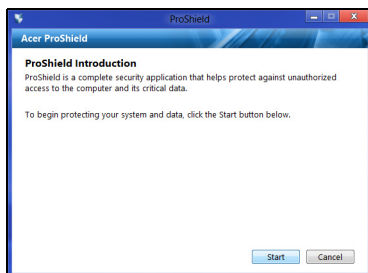 ProShield
Acer ProShield
ProShield Introduction
ProShield is a complete security application that helps protect against unauthorized
access to the computer and its critical data.
To begin protecting your system and data, click the Start button below.
Start
Cancel